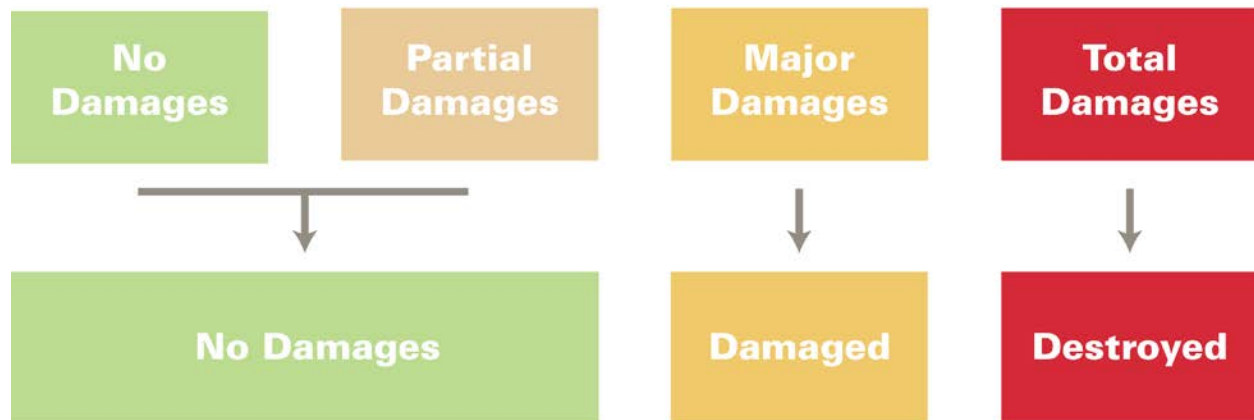 No
Damages
Partial
Damages
Major
Damages
Total
Damages
No Damages
Damaged
Destroyed